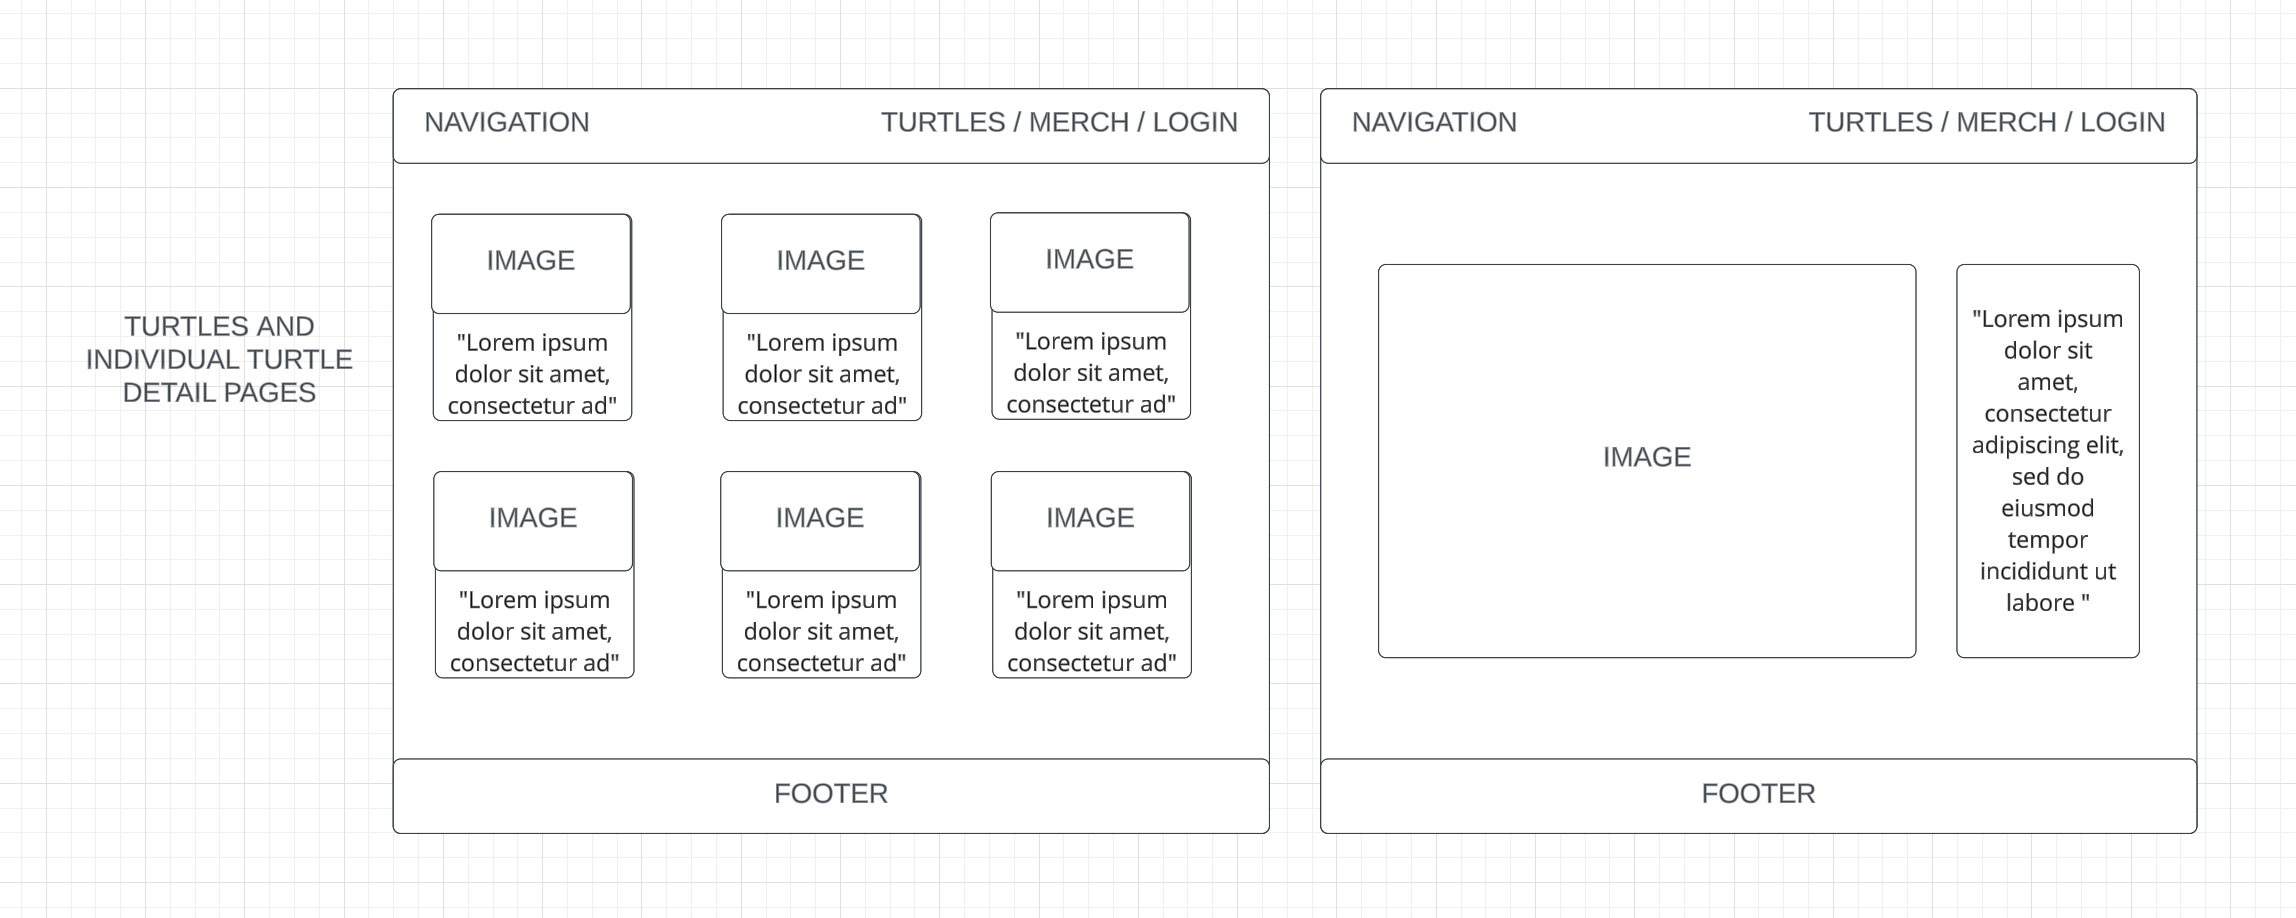 TURTLES AND
INDIVIDUAL TURTLE
DETAIL PAGES
NAVIGATION
TURTLES / MERCH / LOGIN
IMAGE
"Lorem ipsum
dolor sit amet,
consectetur ad"
IMAGE
"Lorem ipsum
dolor sit amet,
consectetur ad"
IMAGE
"Lorem ipsum
dolor sit amet,
consectetur ad"
IMAGE
"Lorem ipsum
dolor sit amet,
consectetur ad"
IMAGE
"Lorem ipsum
dolor sit amet,
consectetur ad"
IMAGE
"Lorem ipsum
dolor sit amet,
consectetur ad"
FOOTER
NAVIGATION
TURTLES / MERCH / LOGIN
IMAGE
"Lorem ipsum
dolor sit
amet,
consectetur
adipiscing elit,
sed do
eiusmod
tempor
incididunt ut
labore "
FOOTER